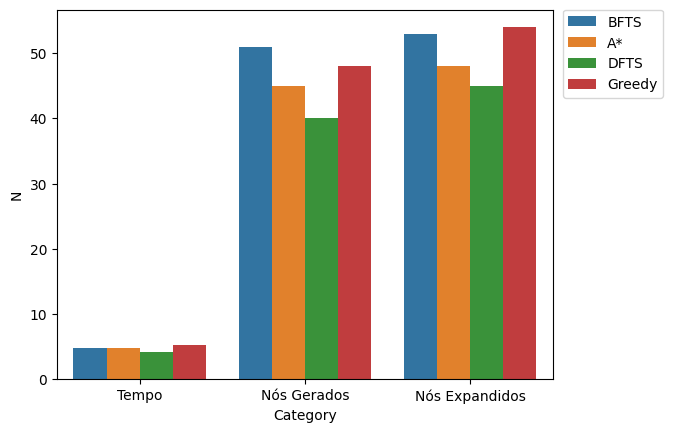 BFTS
A*
DFTS
Greedy
50
40
30
20
10
0
N
Tempo
Nós Gerados
Nós Expandidos
Category